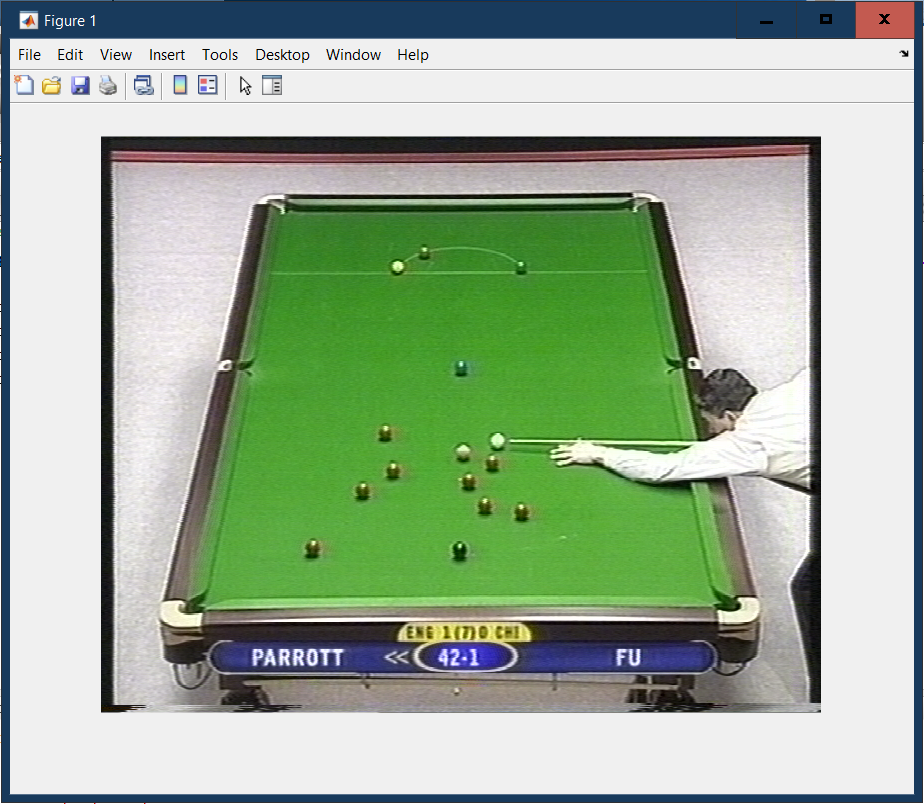 Figure 1
File Edit View Insert Tools Desktop Window Help
ENG 1(7)0 CHI
PARROTT << 42-1 FU